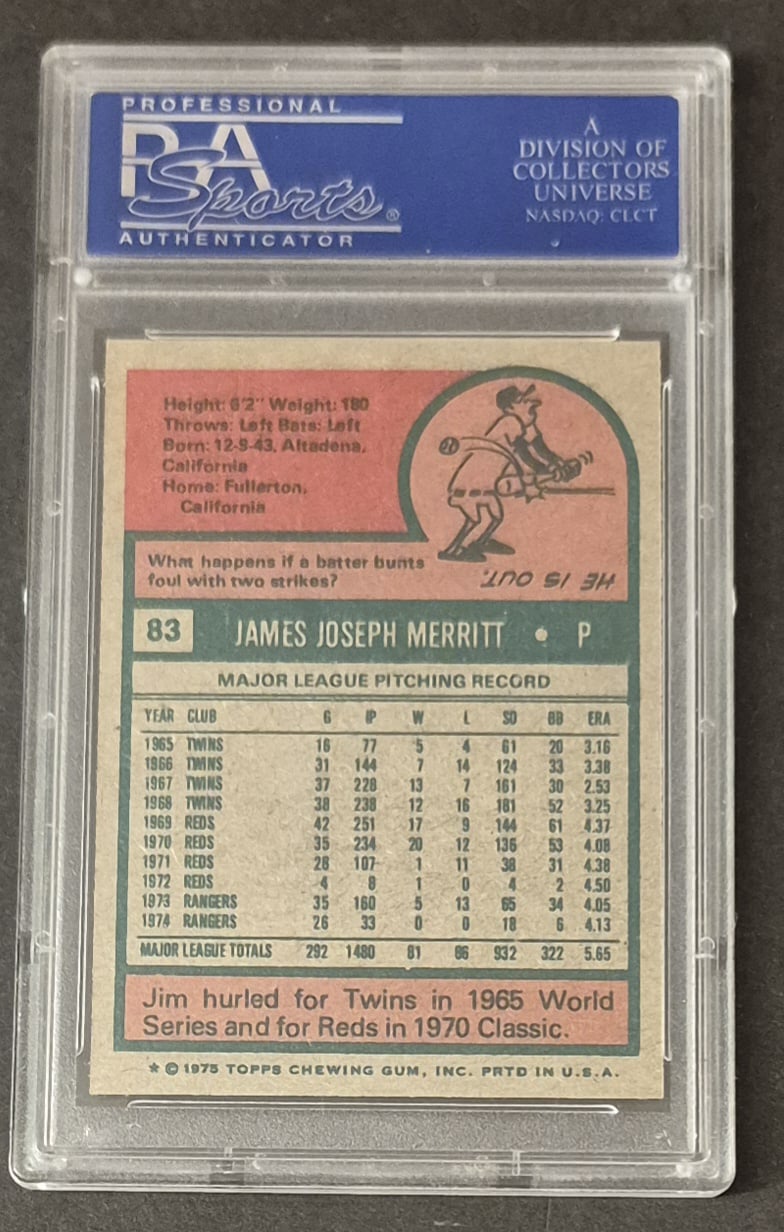 PROFESSIONAL
PSA
Sports®
AUTHENTICATOR
A
DIVISION OF
COLLECTORS
UNIVERSE
NASDAQ: CLCT
Height: 6'2" Weight: 180
Throws: Left Bats: Left
Born: 12-9-43, Altadena,
California
Home: Fullerton,
California
What happens if a batter bunts
foul with two strikes?
HE IS OUT.
83 JAMES JOSEPH MERRITT • P
MAJOR LEAGUE PITCHING RECORD
YEAR CLUB G IP W L SO BB ERA
1965 TWINS 16 77 5 4 61 20 3.16
1966 TWINS 31 144 7 14 124 33 3.38
1967 TWINS 37 228 13 7 161 30 2.53
1968 TWINS 38 238 12 16 181 52 3.25
1969 REDS 42 251 17 9 144 61 4.37
1970 REDS 35 234 20 12 136 53 4.08
1971 REDS 28 107 1 11 38 31 4.38
1972 REDS 4 8 1 0 4 2 4.50
1973 RANGERS 35 160 5 13 65 34 4.05
1974 RANGERS 26 33 0 0 18 6 4.13
MAJOR LEAGUE TOTALS 292 1480 81 86 932 322 5.65
Jim hurled for Twins in 1965 World
Series and for Reds in 1970 Classic.
* © 1975 TOPPS CHEWING GUM, INC. PRTD IN U.S.A.